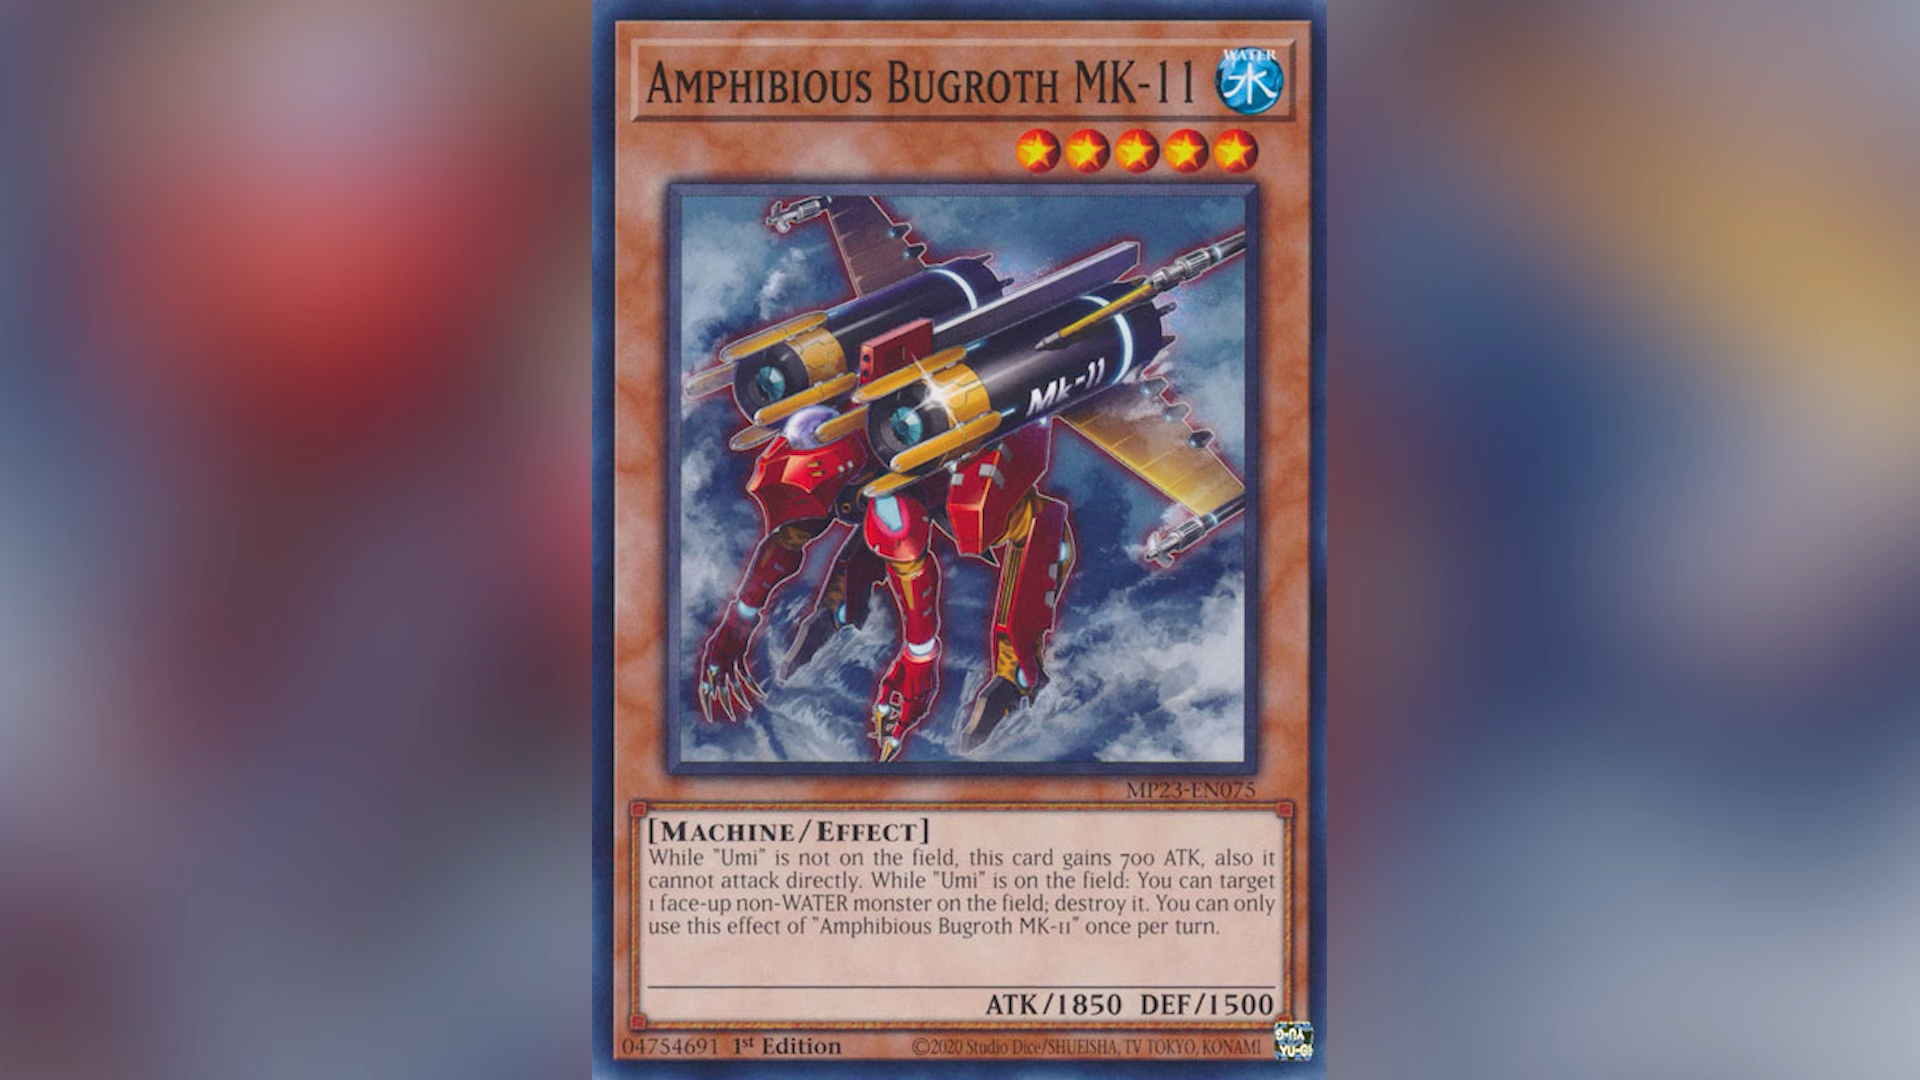 AMPHIBIOUS BUGROTH MK-11
WATER
水
Mk-11
MP23-EN075
[MACHINE/EFFECT]
While "Umi" is not on the field, this card gains 700 ATK, also it
cannot attack directly. While "Umi" is on the field: You can target
1 face-up non-WATER monster on the field; destroy it. You can only
use this effect of "Amphibious Bugroth MK-11" once per turn.
ATK/1850 DEF/1500
04754691 1st Edition ©2020 Studio Dice/SHUEISHA, TV TOKYO, KONAMI